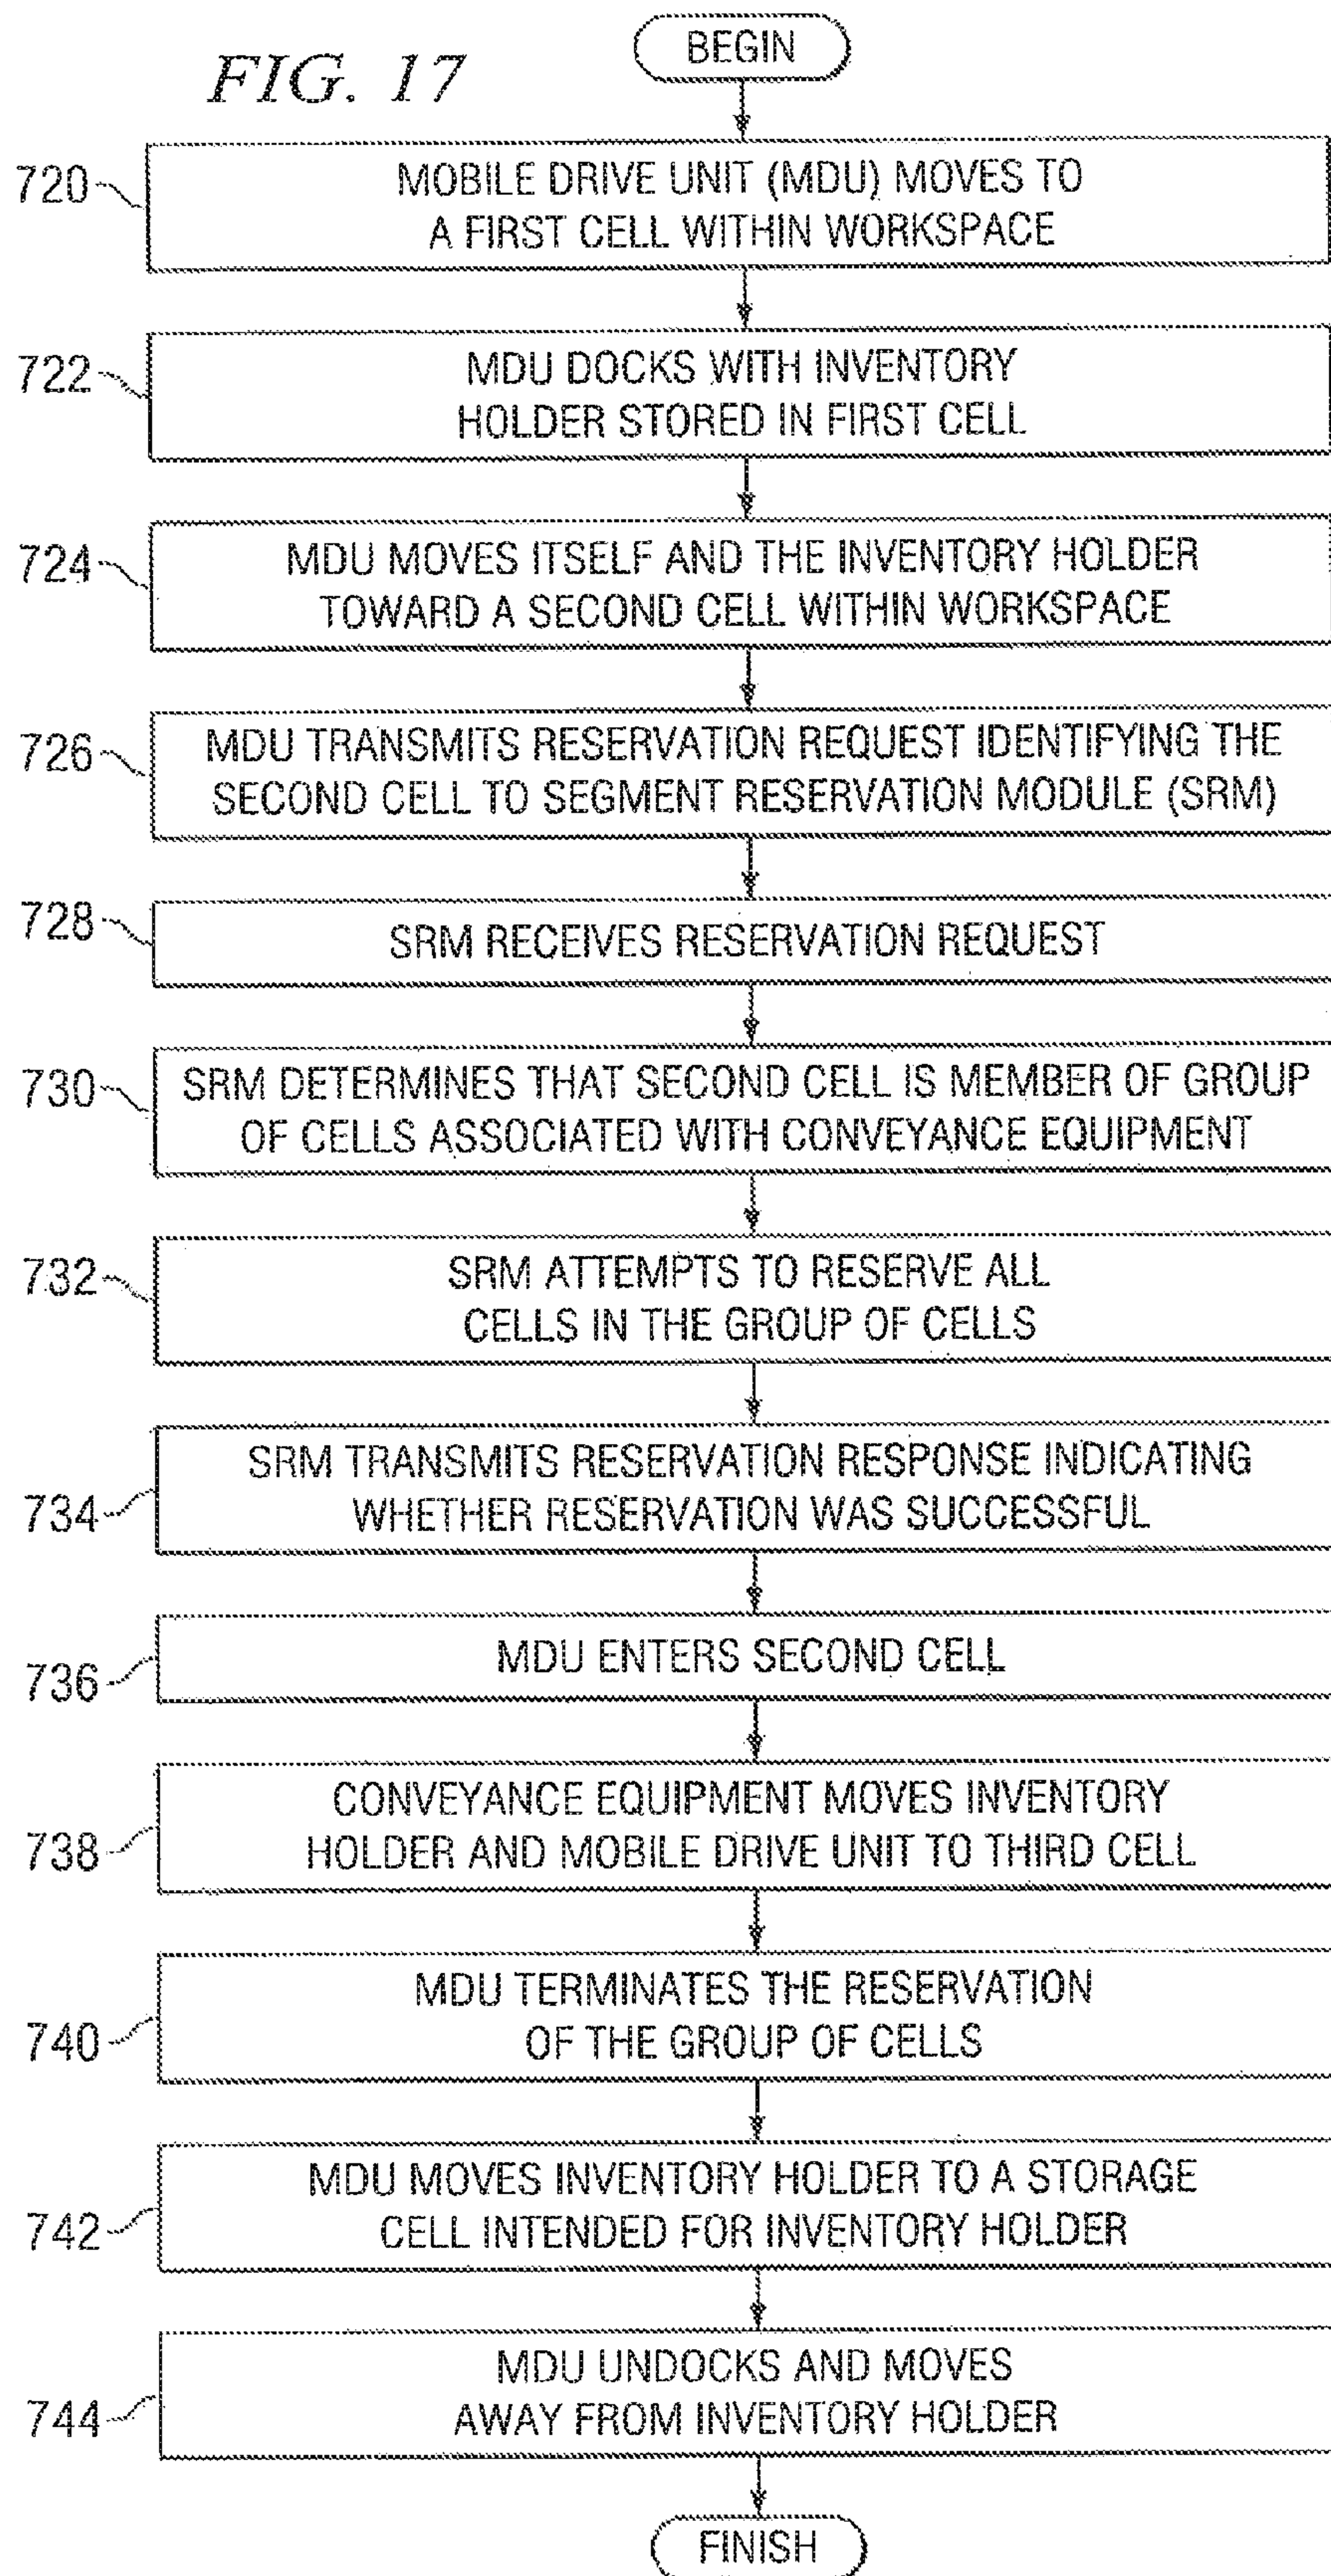 FIG. 17
BEGIN
720
MOBILE DRIVE UNIT (MDU) MOVES TO
A FIRST CELL WITHIN WORKSPACE
722
MDU DOCKS WITH INVENTORY
HOLDER STORED IN FIRST CELL
724
MDU MOVES ITSELF AND THE INVENTORY HOLDER
TOWARD A SECOND CELL WITHIN WORKSPACE
726
MDU TRANSMITS RESERVATION REQUEST IDENTIFYING THE
SECOND CELL TO SEGMENT RESERVATION MODULE (SRM)
728
SRM RECEIVES RESERVATION REQUEST
730
SRM DETERMINES THAT SECOND CELL IS MEMBER OF GROUP
OF CELLS ASSOCIATED WITH CONVEYANCE EQUIPMENT
732
SRM ATTEMPTS TO RESERVE ALL
CELLS IN THE GROUP OF CELLS
734
SRM TRANSMITS RESERVATION RESPONSE INDICATING
WHETHER RESERVATION WAS SUCCESSFUL
736
MDU ENTERS SECOND CELL
738
CONVEYANCE EQUIPMENT MOVES INVENTORY
HOLDER AND MOBILE DRIVE UNIT TO THIRD CELL
740
MDU TERMINATES THE RESERVATION
OF THE GROUP OF CELLS
742
MDU MOVES INVENTORY HOLDER TO A STORAGE
CELL INTENDED FOR INVENTORY HOLDER
744
MDU UNDOCKS AND MOVES
AWAY FROM INVENTORY HOLDER
FINISH